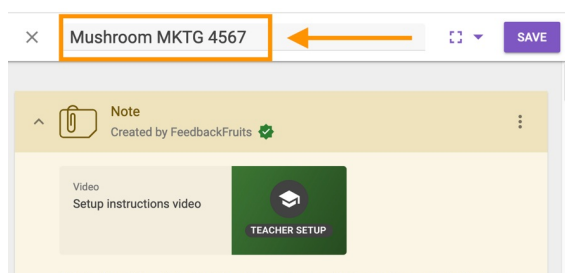 Mushroom MKTG 4567
SAVE
Note
Created by FeedbackFruits
Video
Setup instructions video
TEACHER SETUP